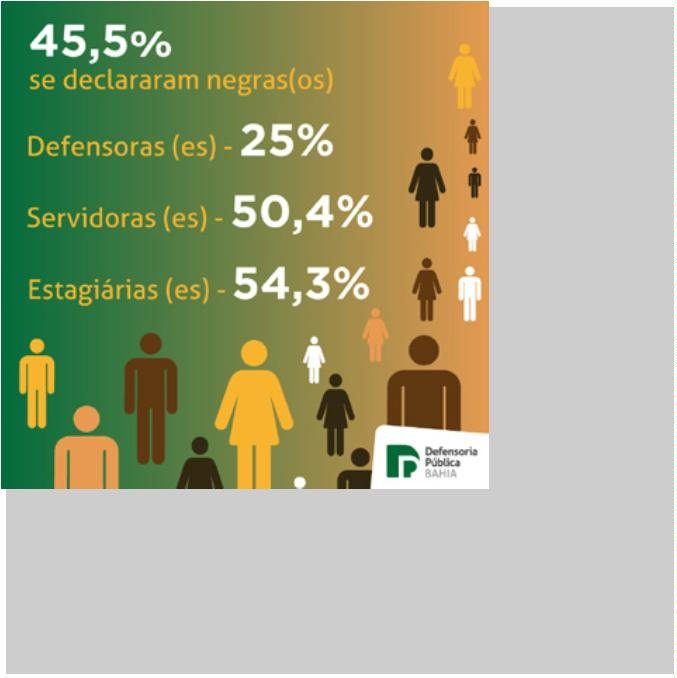 45,5%
se declararam negras(os)
Defensoras (es) - 25%
Servidoras (es) - 50,4%
Estagiárias (es) - 54,3%
Defensoria
Pública
BAHIA